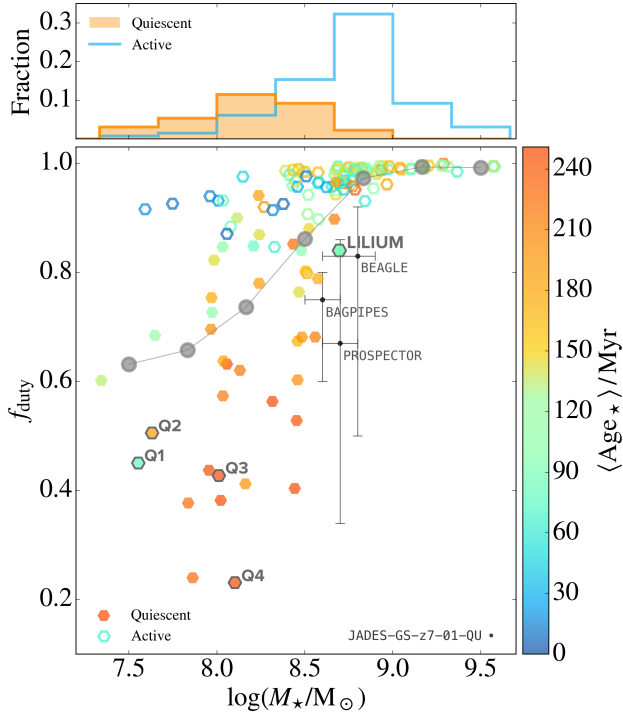 0.3
0.2
0.1
Fraction
Quiescent
Active
1.0
0.8
0.6
0.4
0.2
f_duty
LILIUM
BEAGLE
BAGPIPES
PROSPECTOR
Q2
Q1
Q3
Q4
Quiescent
Active
JADES-GS-z7-01-QU
7.5 8.0 8.5 9.0 9.5
log(M⋆/M⊙)
240
210
180
150
120
90
60
30
0
⟨Age⋆⟩/Myr